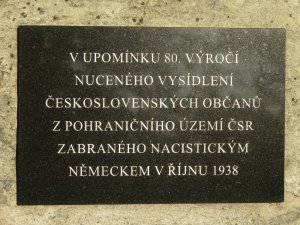 V UPOMÍNKU 80. VÝROČÍ
NUCENÉHO VYSÍDLENÍ
ČESKOSLOVENSKÝCH OBČANŮ
Z POHRANIČNÍHO ÚZEMÍ ČSR
ZABRANÉHO NACISTICKÝM
NĚMECKEM V ŘÍJNU 1938